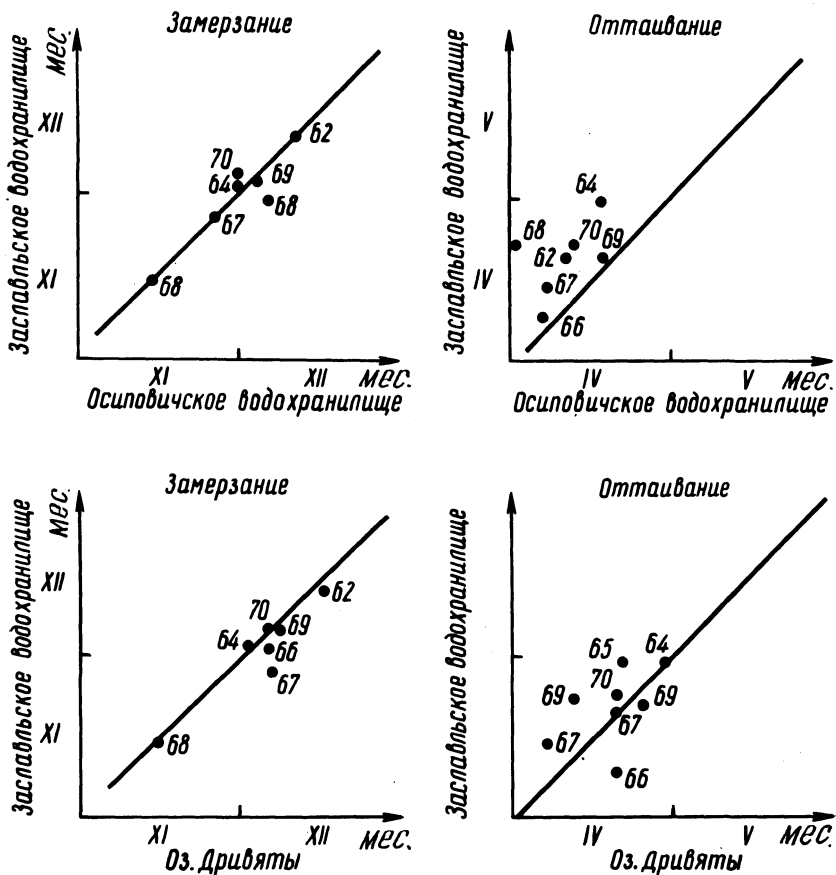 Замерзание
Заславльское водохранилище
мес.
XII
XI
62
70
69
64
68
67
68
XI
XII
мес.
Осиповичское водохранилище
Оттаивание
Заславльское водохранилище
V
IV
64
68
70
69
62
67
66
IV
V
мес.
Осиповичское водохранилище
Замерзание
Заславльское водохранилище
мес.
XII
XI
62
70
69
64
66
67
68
XI
XII
мес.
Оз. Дривяты
Оттаивание
Заславльское водохранилище
65
64
70
69
69
67
67
66
IV
V
мес.
Оз. Дривяты